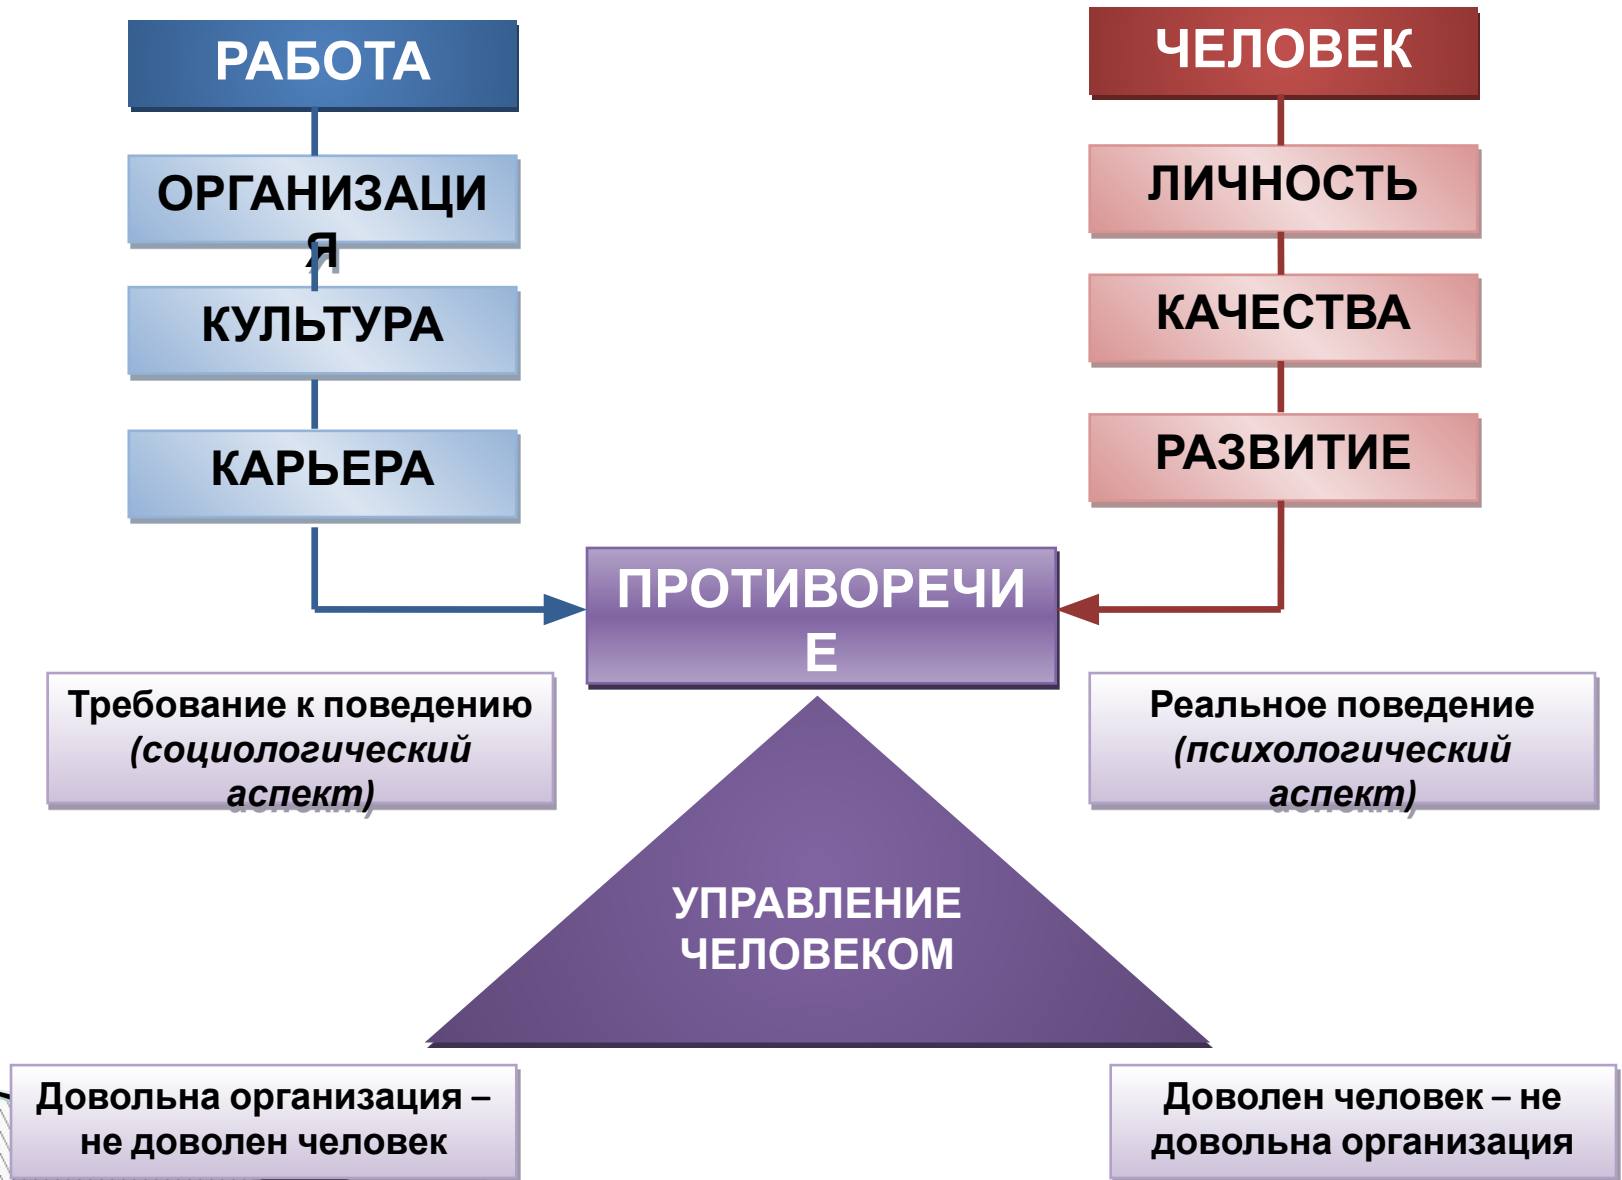 РАБОТА
ОРГАНИЗАЦИ
Я
КУЛЬТУРА
КАРЬЕРА
ЧЕЛОВЕК
ЛИЧНОСТЬ
КАЧЕСТВА
РАЗВИТИЕ
ПРОТИВОРЕЧИ
Е
Требование к поведению
(социологический
аспект)
Реальное поведение
(психологический
аспект)
УПРАВЛЕНИЕ
ЧЕЛОВЕКОМ
Довольна организация –
не доволен человек
Доволен человек – не
довольна организация